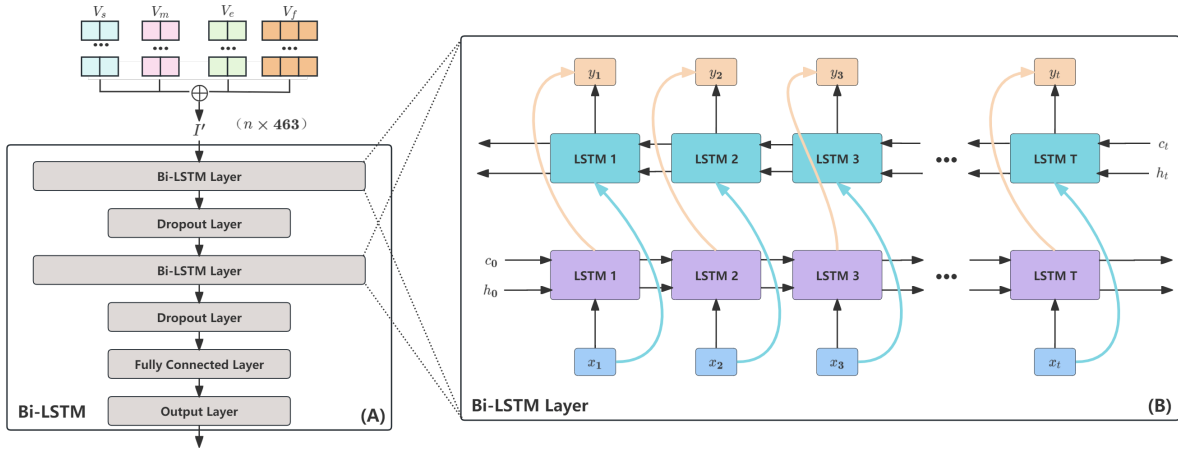 V_s V_m V_e V_f
... ... ... ...
⊕
I′ (n × 463)
Bi-LSTM Layer
Dropout Layer
Bi-LSTM Layer
Dropout Layer
Fully Connected Layer
Output Layer
Bi-LSTM (A)
y_1 y_2 y_3 y_t
LSTM 1 LSTM 2 LSTM 3 ... LSTM T c_t
h_t
c_0 LSTM 1 LSTM 2 LSTM 3 ... LSTM T
h_0
x_1 x_2 x_3 x_t
Bi-LSTM Layer (B)